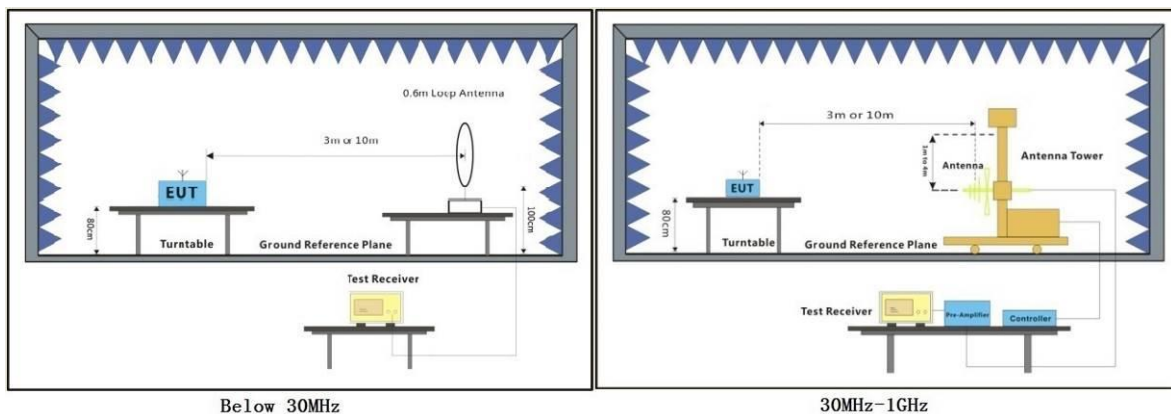 0.6m Loop Antenna
3m or 10m
EUT
80cm
100cm
Turntable
Ground Reference Plane
Test Receiver
Below 30MHz
3m or 10m
1m to 4m
Antenna
Antenna Tower
EUT
80cm
Turntable
Ground Reference Plane
Test Receiver
Pre-Amplifier
Controller
30MHz-1GHz